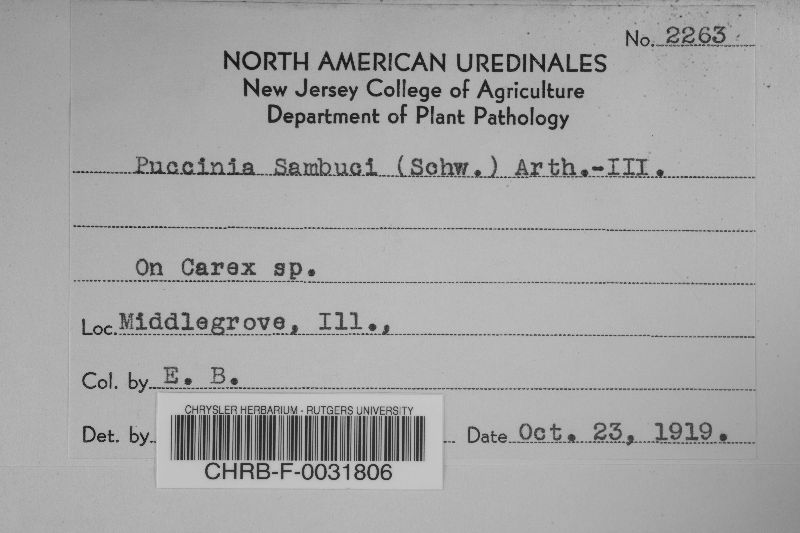 No. 2263
NORTH AMERICAN UREDINALES
New Jersey College of Agriculture
Department of Plant Pathology
Puccinia Sambuci (Schw.) Arth.-III.
On Carex sp.
Loc. Middlegrove, Ill.,
Col. by E. B.
CHRYSLER HERBARIUM - RUTGERS UNIVERSITY
Det. by Date Oct. 23, 1919.
CHRB-F-0031806